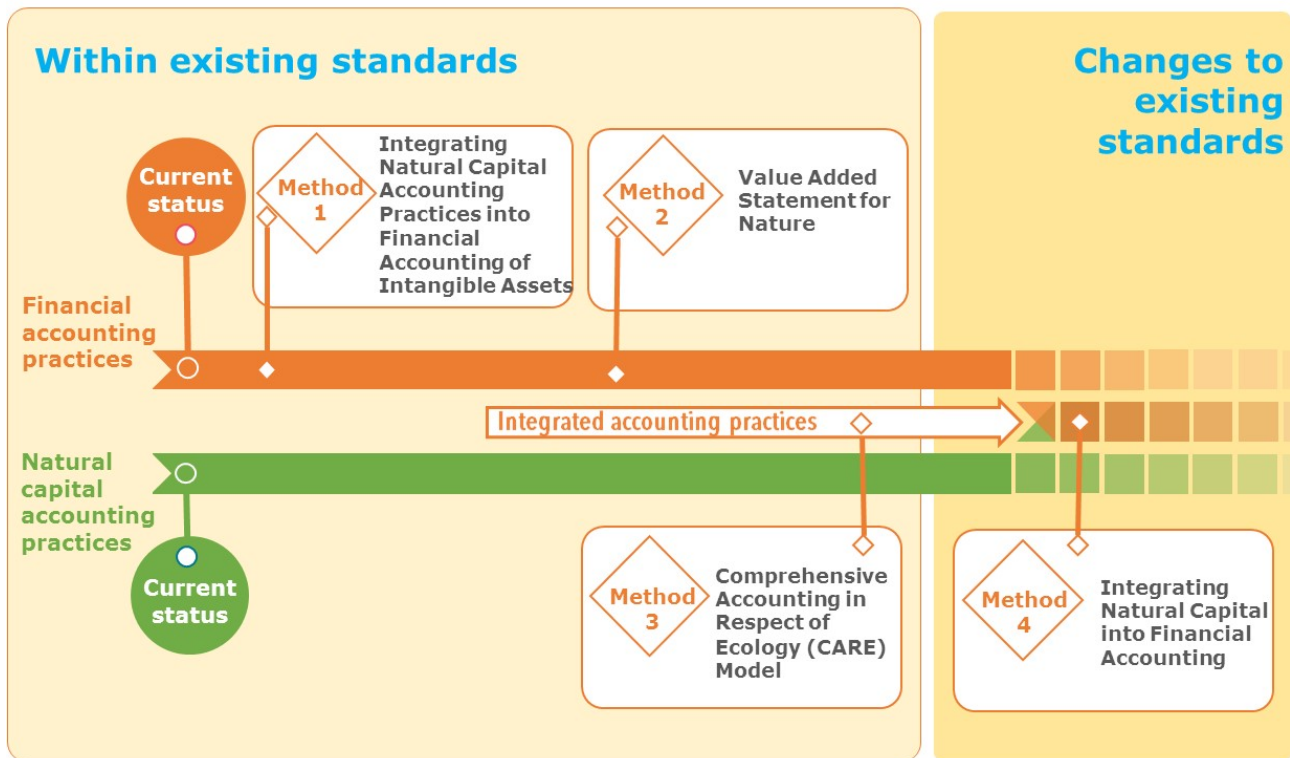 Within existing standards
Changes to
existing
standards
Current
status
Method
1
Integrating
Natural Capital
Accounting
Practices into
Financial
Accounting of
Intangible Assets
Method
2
Value Added
Statement for
Nature
Financial
accounting
practices
Integrated accounting practices
Natural
capital
accounting
practices
Current
status
Method
3
Comprehensive
Accounting in
Respect of
Ecology (CARE)
Model
Method
4
Integrating
Natural Capital
into Financial
Accounting